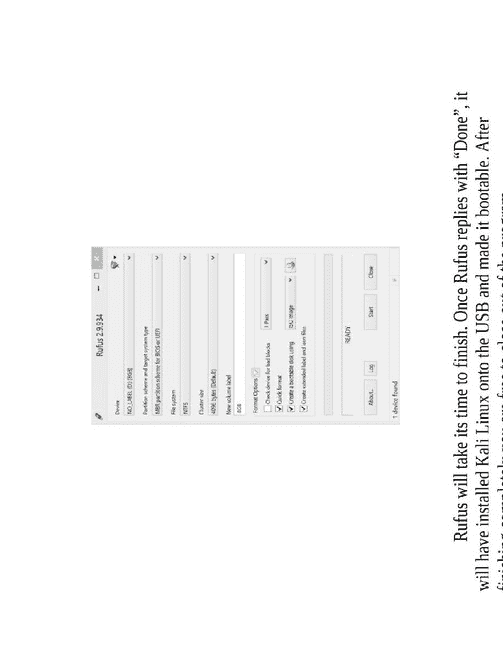 Rufus 2.9.934
Device
NO_LABEL (D:) [8GB]
Partition scheme and target system type
MBR partition scheme for BIOS or UEFI
File system
NTFS
Cluster size
4096 bytes (Default)
New volume label
8GB
Format Options
Check device for bad blocks
1 Pass
Quick format
Create a bootable disk using
ISO Image
Create extended label and icon files
READY
About...
Log
Start
Close
1 device found
Rufus will take its time to finish. Once Rufus replies with “Done”, it
will have installed Kali Linux onto the USB and made it bootable. After